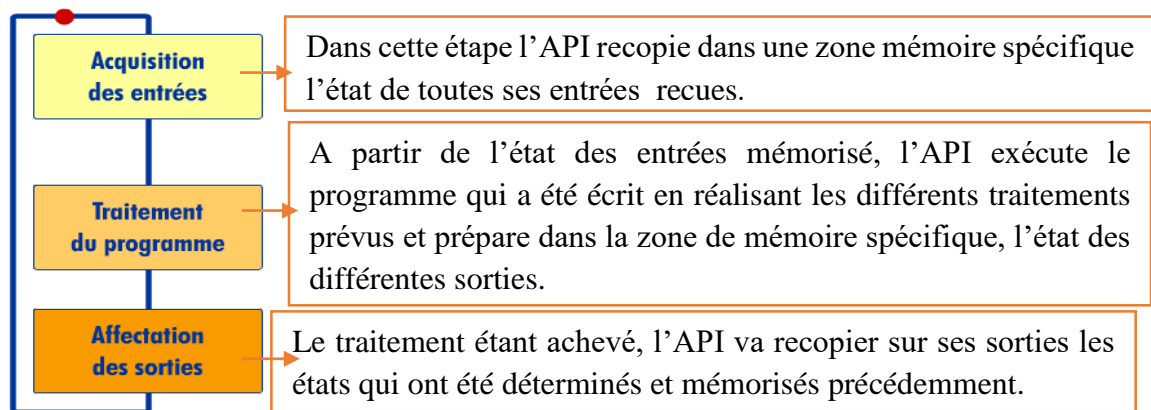 Acquisition
des entrées
Dans cette étape l'API recopie dans une zone mémoire spécifique
l'état de toutes ses entrées recues.
Traitement
du programme
A partir de l'état des entrées mémorisé, l'API exécute le
programme qui a été écrit en réalisant les différents traitements
prévus et prépare dans la zone de mémoire spécifique, l'état des
différentes sorties.
Affectation
des sorties
Le traitement étant achevé, l'API va recopier sur ses sorties les
états qui ont été déterminés et mémorisés précédemment.